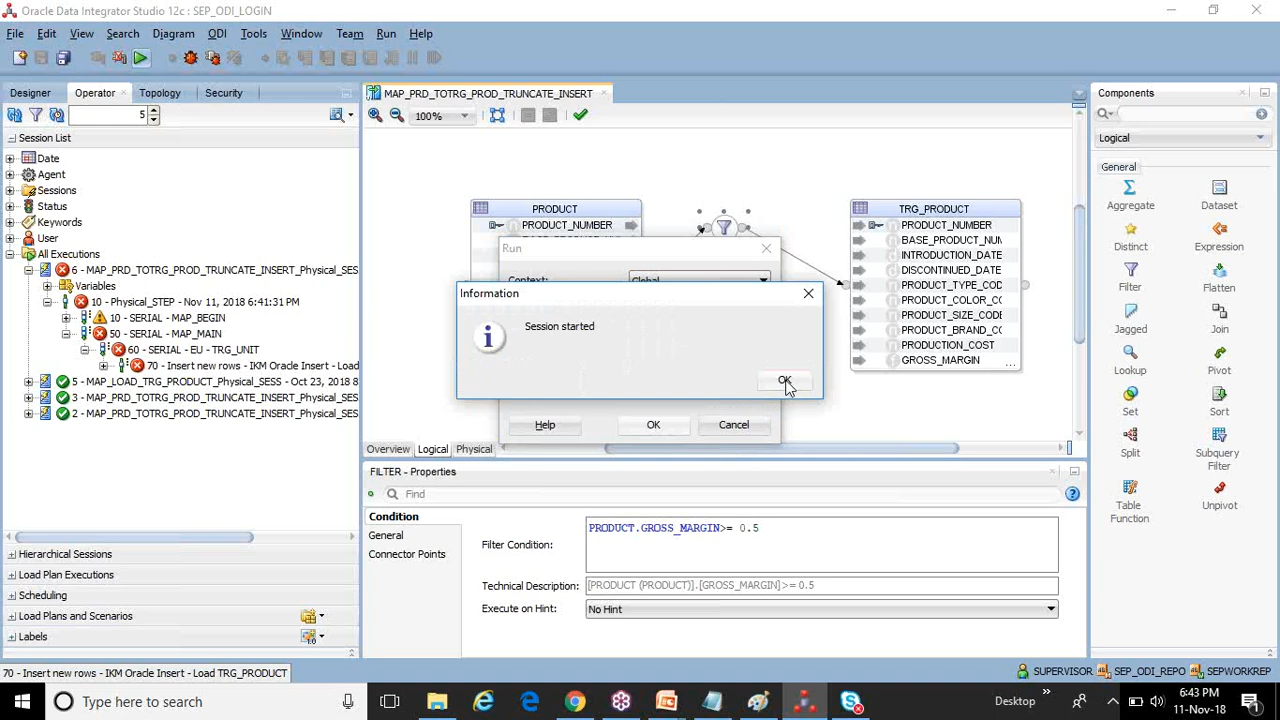 Oracle Data Integrator Studio 12c : SEP_ODI_LOGIN
File Edit View Search Diagram ODI Tools Window Team Run Help
Designer Operator Topology Security
5
Session List
Date
Agent
Sessions
Status
Keywords
User
All Executions
6 - MAP_PRD_TOTRG_PROD_TRUNCATE_INSERT_Physical_SES
Variables
10 - Physical_STEP - Nov 11, 2018 6:41:31 PM
10 - SERIAL - MAP_BEGIN
50 - SERIAL - MAP_MAIN
60 - SERIAL - EU - TRG_UNIT
70 - Insert new rows - IKM Oracle Insert - Load
5 - MAP_LOAD_TRG_PRODUCT_Physical_SESS - Oct 23, 2018 8
3 - MAP_PRD_TOTRG_PROD_TRUNCATE_INSERT_Physical_SES
2 - MAP_PRD_TOTRG_PROD_TRUNCATE_INSERT_Physical_SES
Hierarchical Sessions
Load Plan Executions
Scheduling
Load Plans and Scenarios
Labels
70 - Insert new rows - IKM Oracle Insert - Load TRG_PRODUCT
MAP_PRD_TOTRG_PROD_TRUNCATE_INSERT
100%
PRODUCT
PRODUCT_NUMBER
TRG_PRODUCT
PRODUCT_NUMBER
BASE_PRODUCT_NUM
INTRODUCTION_DATE
DISCONTINUED_DATE
PRODUCT_TYPE_COD
PRODUCT_COLOR_CO
PRODUCT_SIZE_CODE
PRODUCT_BRAND_CO
PRODUCTION_COST
GROSS_MARGIN ...
Run
Context: Global
Information
Session started
OK
Help OK Cancel
Overview Logical Physical
FILTER - Properties
Find
Condition
General
Connector Points
Filter Condition:
PRODUCT.GROSS_MARGIN>= 0.5
Technical Description: [PRODUCT (PRODUCT)].[GROSS_MARGIN]>= 0.5
Execute on Hint: No Hint
Components
Logical
General
Aggregate Dataset
Distinct Expression
Filter Flatten
Jagged Join
Lookup Pivot
Set Sort
Split Subquery Filter
Table Function Unpivot
SUPERVISOR SEP_ODI_REPO SEPWORKREP
Type here to search
Desktop
6:43 PM
11-Nov-18
1